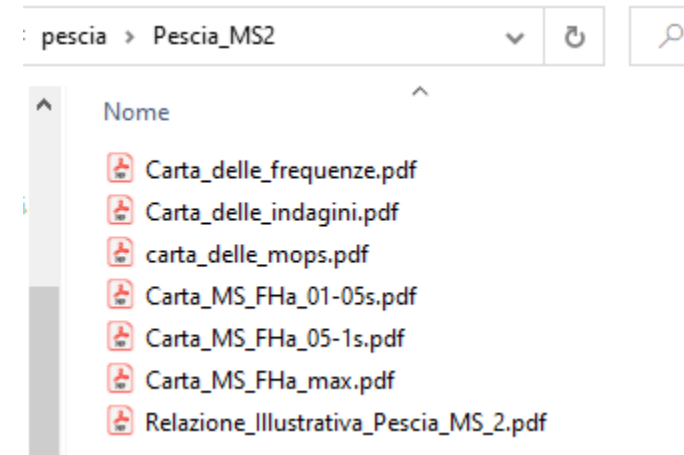 pescia > Pescia_MS2
Nome
Carta_delle_frequenze.pdf
Carta_delle_indagini.pdf
carta_delle_mops.pdf
Carta_MS_FHa_01-05s.pdf
Carta_MS_FHa_05-1s.pdf
Carta_MS_FHa_max.pdf
Relazione_Illustrativa_Pescia_MS_2.pdf